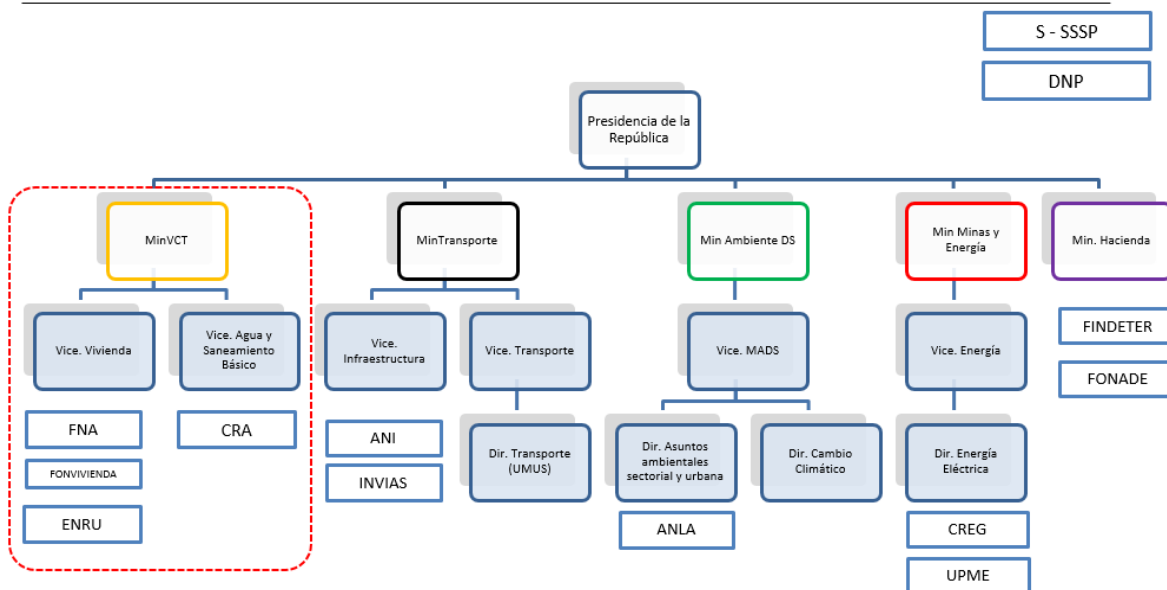 S - SSSP
DNP
Presidencia de la
República
MinVCT
MinTransporte
Min Ambiente DS
Min Minas y
Energía
Min. Hacienda
Vice. Vivienda
Vice. Agua y
Saneamiento
Básico
Vice.
Infraestructura
Vice. Transporte
Vice. MADS
Vice. Energía
FINDETER
FONADE
FNA
FONVIVIENDA
ENRU
CRA
ANI
INVIAS
Dir. Transporte
(UMUS)
Dir. Asuntos
ambientales
sectorial y urbana
Dir. Cambio
Climático
Dir. Energía
Eléctrica
ANLA
CREG
UPME